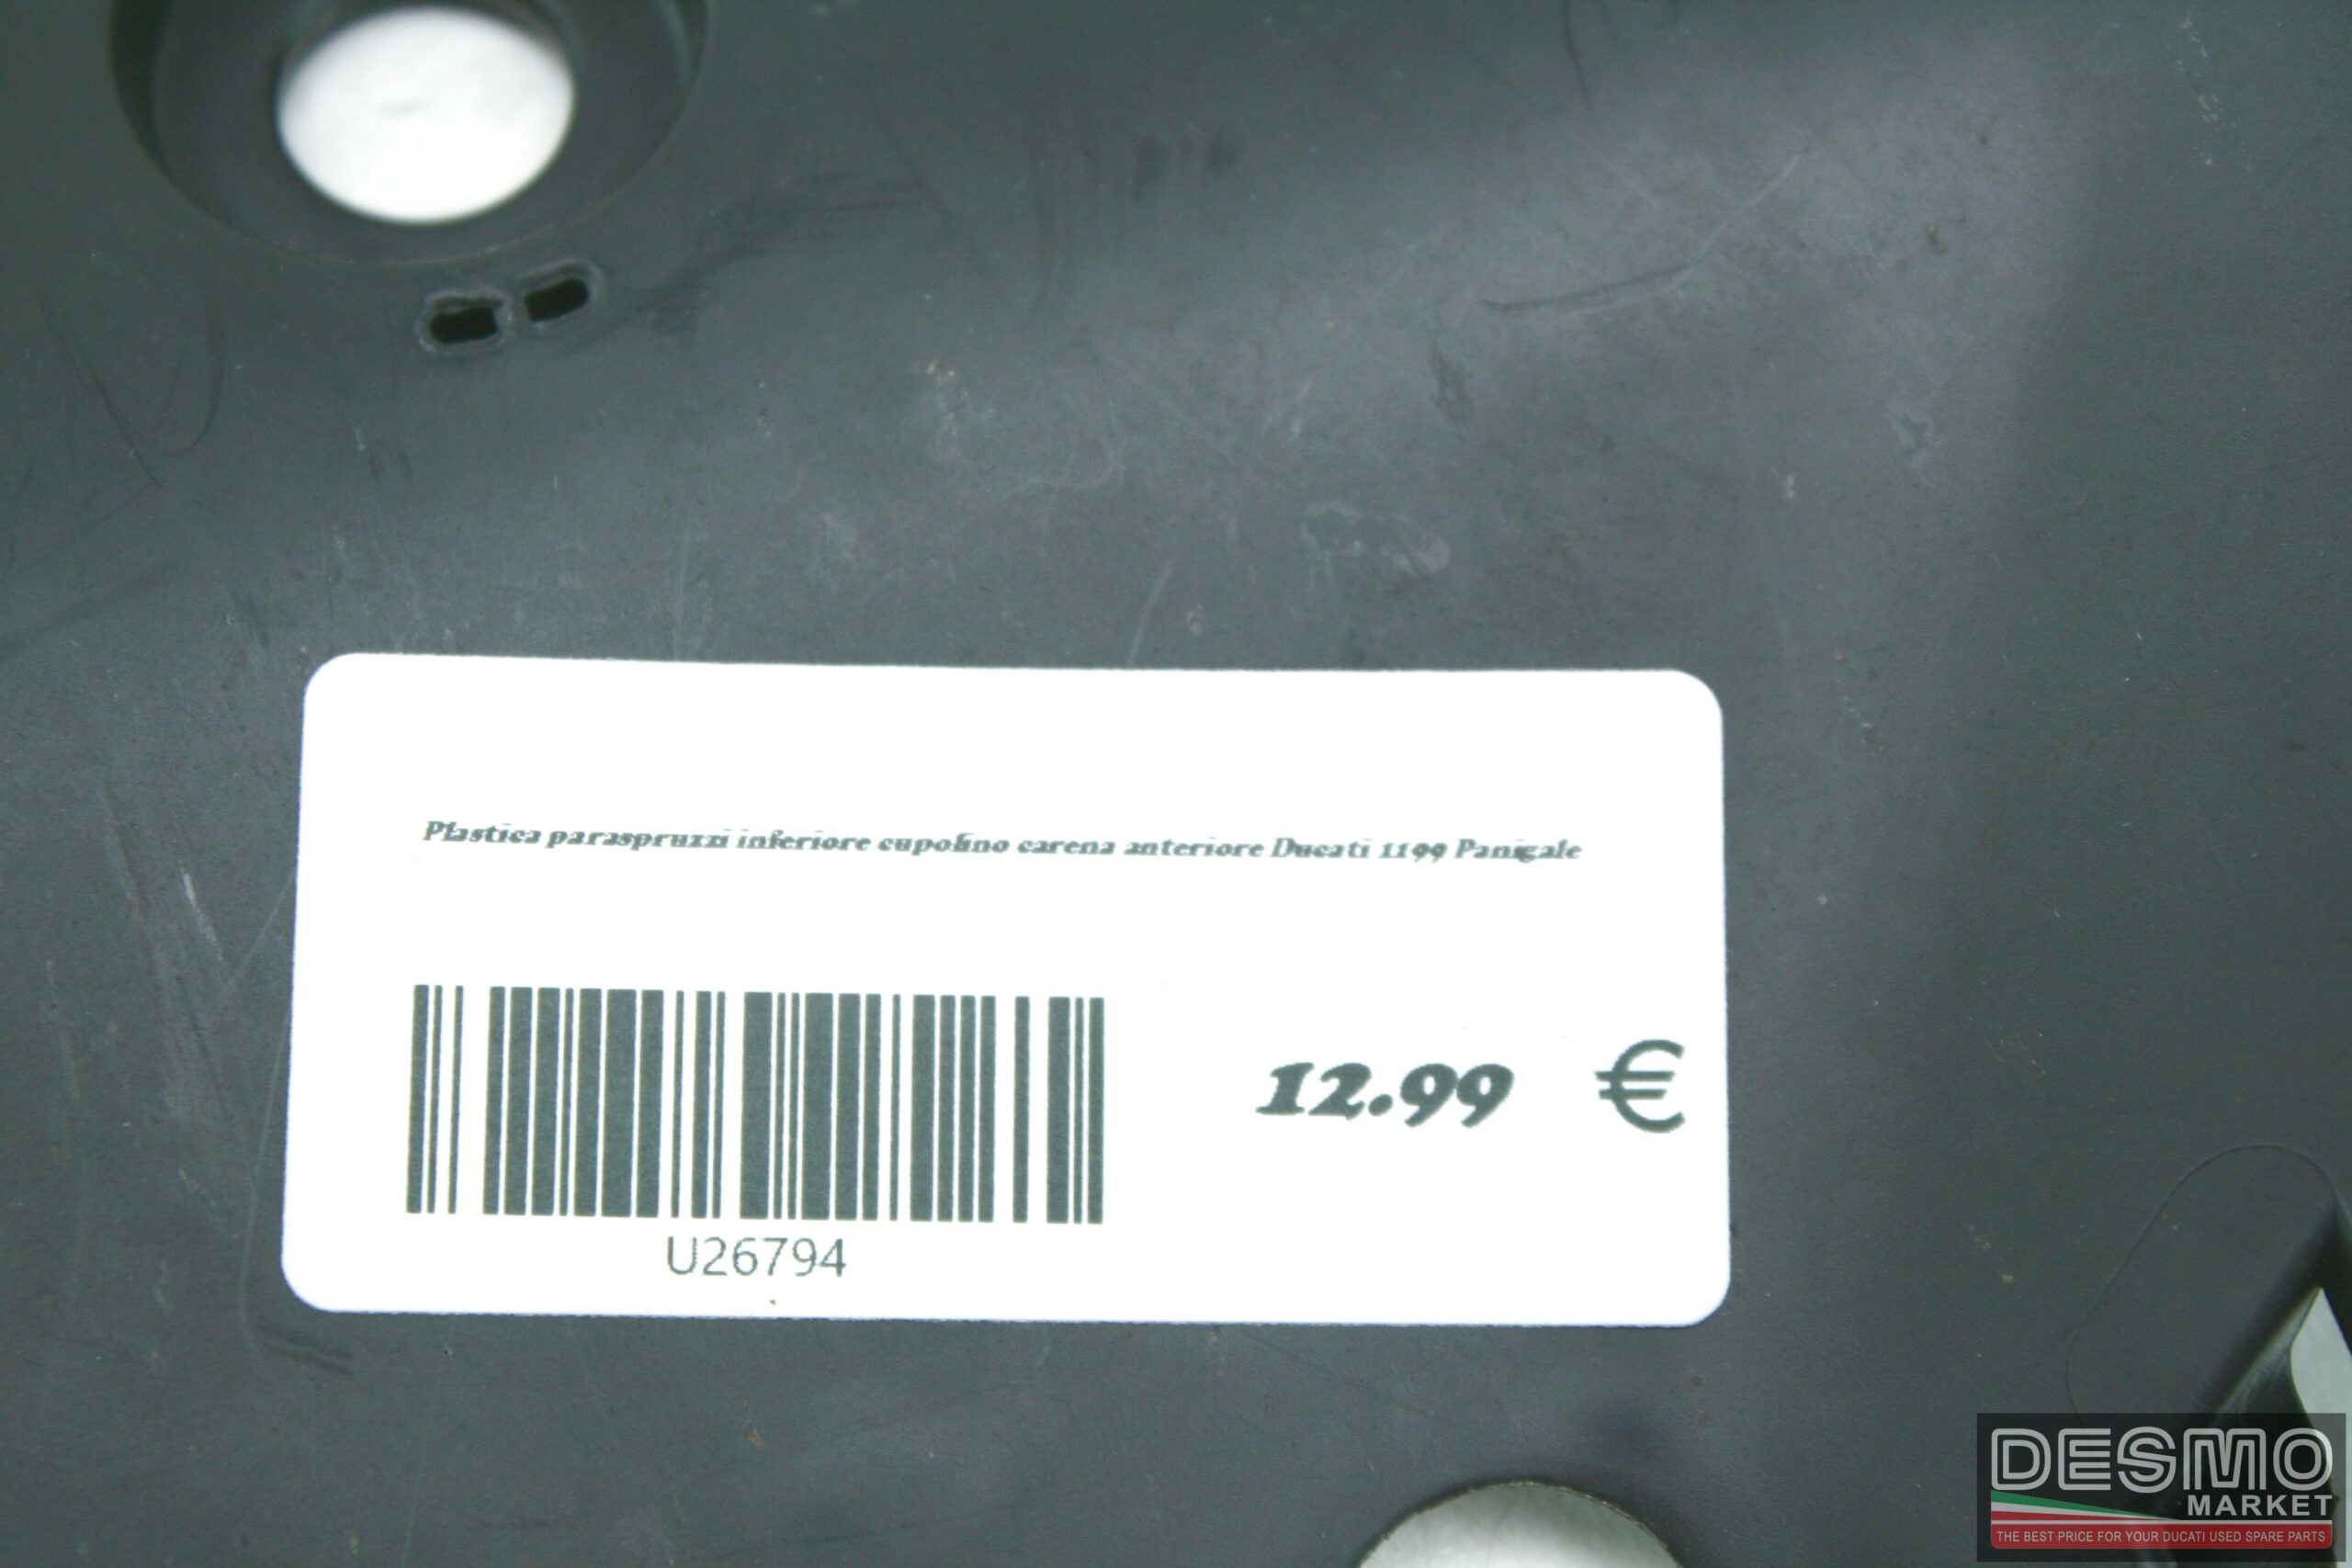 Plastica paraspruzzi inferiore cupolino carena anteriore Ducati 1199 Panigale
12.99 €
U26794
DESMO
MARKET
THE BEST PRICE FOR YOUR DUCATI USED SPARE PARTS